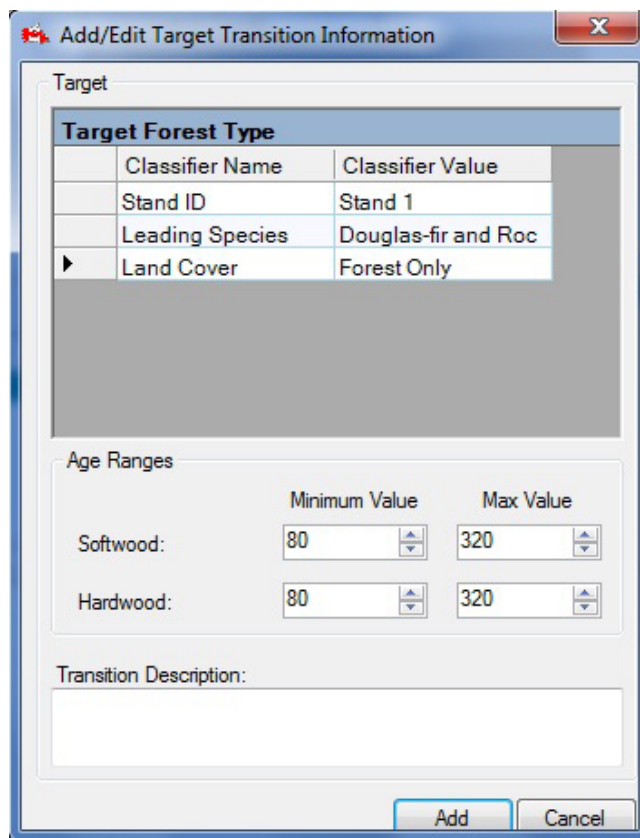 Add/Edit Target Transition Information
Target
Target Forest Type
Classifier Name Classifier Value
Stand ID Stand 1
Leading Species Douglas-fir and Roc
Land Cover Forest Only
Age Ranges
Minimum Value Max Value
Softwood: 80 320
Hardwood: 80 320
Transition Description:
Add Cancel